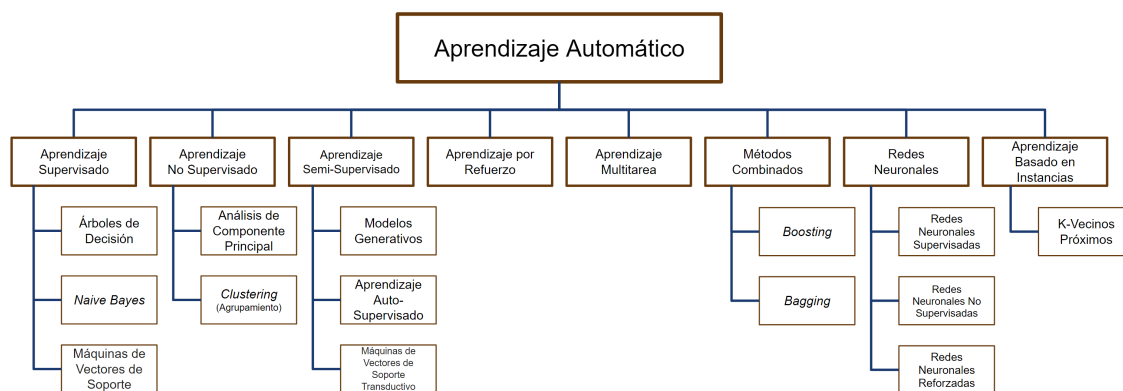 Aprendizaje Automático
Aprendizaje
Supervisado
Aprendizaje
No Supervisado
Aprendizaje
Semi-Supervisado
Aprendizaje por
Refuerzo
Aprendizaje
Multitarea
Métodos
Combinados
Redes
Neuronales
Aprendizaje
Basado en
Instancias
Árboles de
Decisión
Análisis de
Componente
Principal
Modelos
Generativos
Boosting
Redes
Neuronales
Supervisadas
K-Vecinos
Próximos
Naive Bayes
Clustering
(Agrupamiento)
Aprendizaje
Auto-
Supervisado
Bagging
Redes
Neuronales No
Supervisadas
Máquinas de
Vectores de
Soporte
Máquinas de
Vectores de
Soporte
Transductivo
Redes
Neuronales
Reforzadas